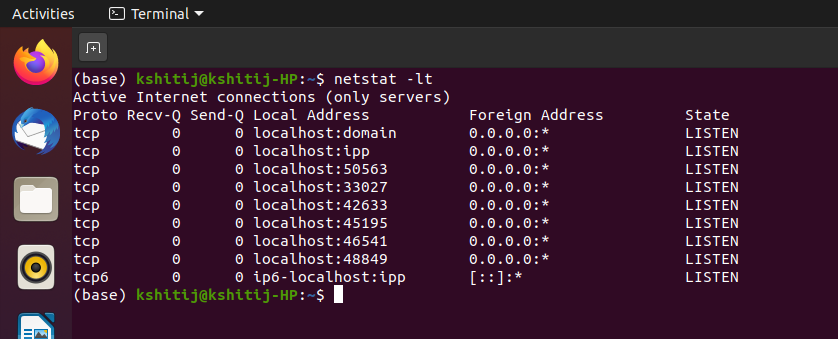 Activities Terminal
(base) kshitij@kshitij-HP:~$ netstat -lt
Active Internet connections (only servers)
Proto Recv-Q Send-Q Local Address           Foreign Address         State
tcp        0      0 localhost:domain        0.0.0.0:*               LISTEN
tcp        0      0 localhost:ipp           0.0.0.0:*               LISTEN
tcp        0      0 localhost:50563         0.0.0.0:*               LISTEN
tcp        0      0 localhost:33027         0.0.0.0:*               LISTEN
tcp        0      0 localhost:42633         0.0.0.0:*               LISTEN
tcp        0      0 localhost:45195         0.0.0.0:*               LISTEN
tcp        0      0 localhost:46541         0.0.0.0:*               LISTEN
tcp        0      0 localhost:48849         0.0.0.0:*               LISTEN
tcp6       0      0 ip6-localhost:ipp       [::]:*                  LISTEN
(base) kshitij@kshitij-HP:~$